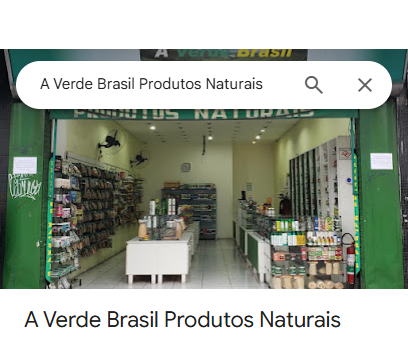 A Verde Brasil
A Verde Brasil Produtos Naturais
PRODUTOS NATURAIS
A Verde Brasil Produtos Naturais